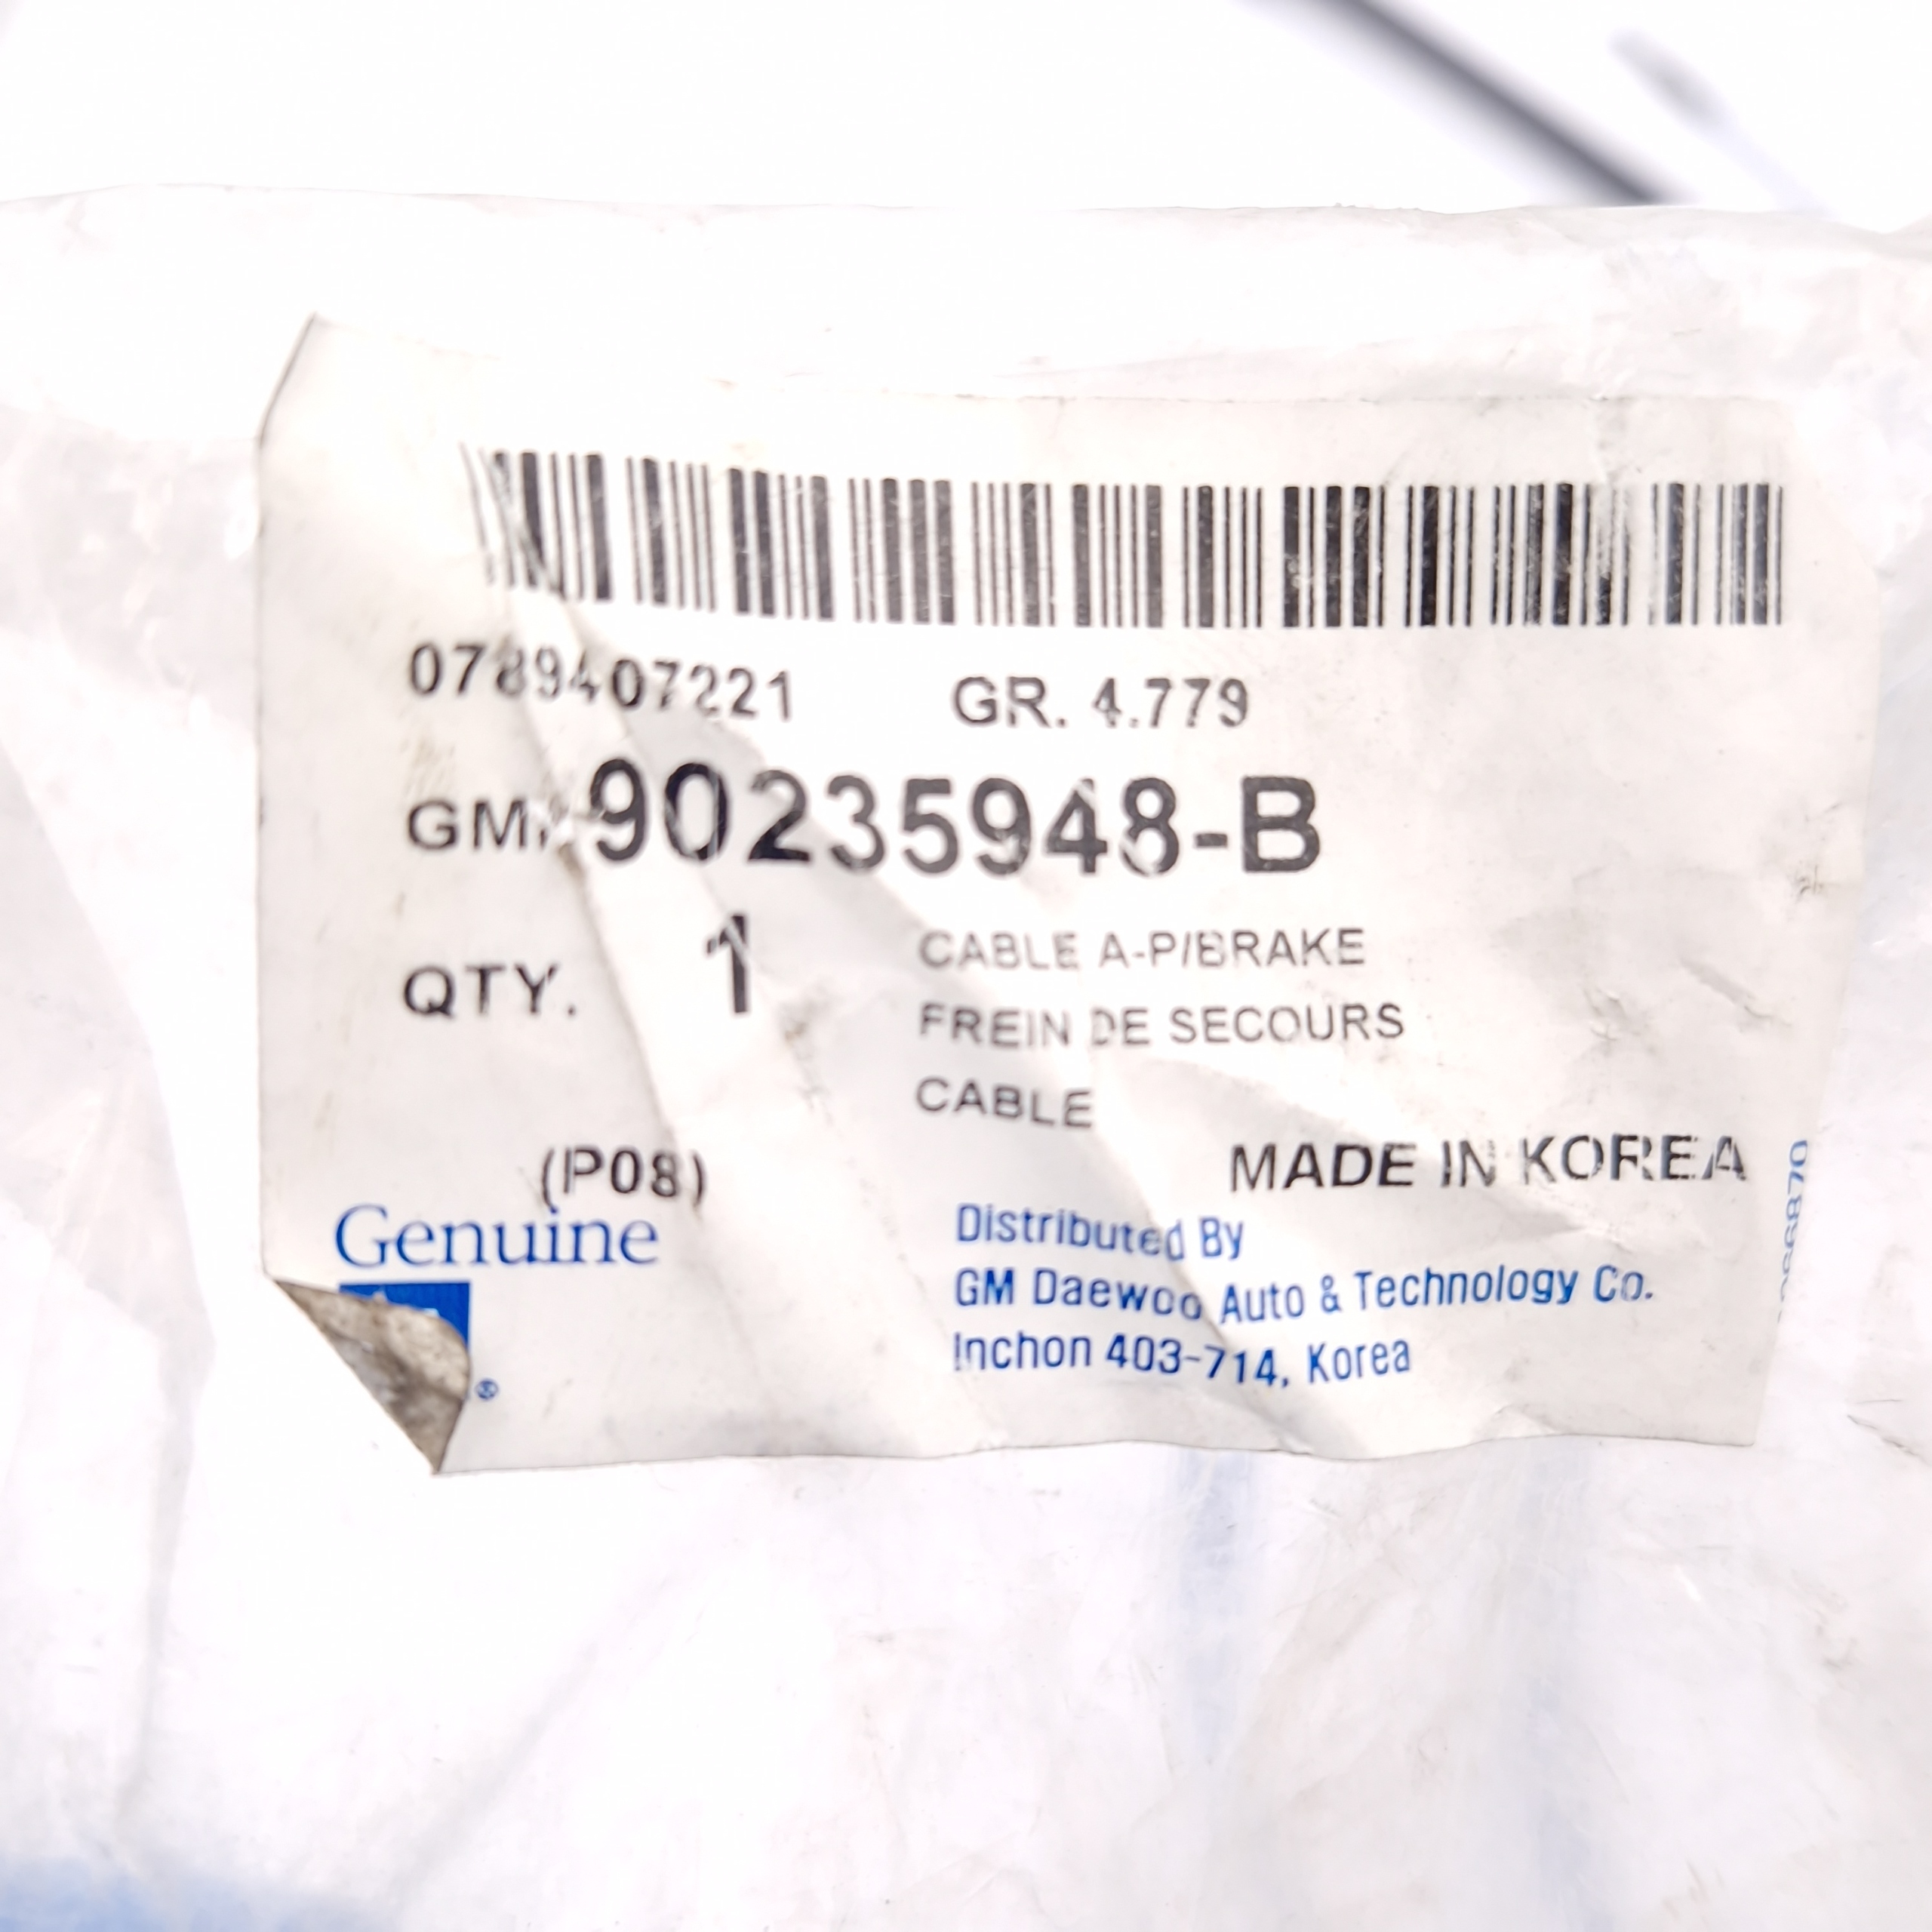 0789407221 GR. 4.779
GM 90235948-B
QTY. 1
CABLE A-P/BRAKE
FREIN DE SECOURS
CABLE
(P08)
MADE IN KOREA
Genuine
®
Distributed By
GM Daewoo Auto & Technology Co.
Inchon 403-714, Korea